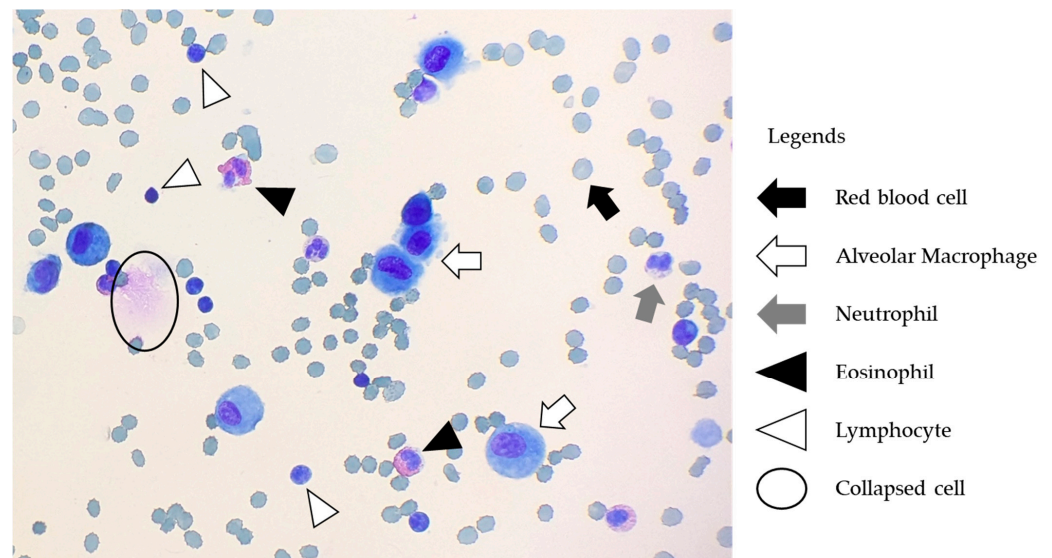 Legends
Red blood cell
Alveolar Macrophage
Neutrophil
Eosinophil
Lymphocyte
Collapsed cell